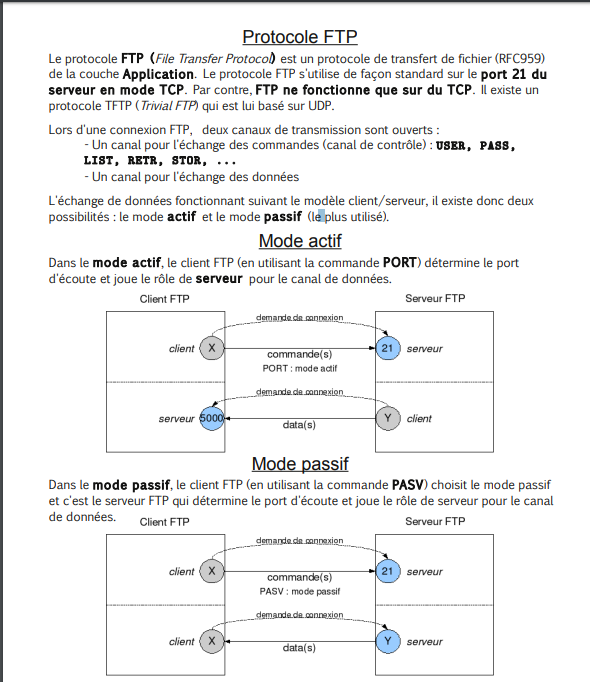 Protocole FTP
Le protocole FTP (File Transfer Protocol) est un protocole de transfert de fichier (RFC959)
de la couche Application. Le protocole FTP s'utilise de façon standard sur le port 21 du
serveur en mode TCP. Par contre, FTP ne fonctionne que sur du TCP. Il existe un
protocole TFTP (Trivial FTP) qui est lui basé sur UDP.
Lors d'une connexion FTP, deux canaux de transmission sont ouverts :
- Un canal pour l'échange des commandes (canal de contrôle) : USER, PASS,
LIST, RETR, STOR, ...
- Un canal pour l'échange des données
L'échange de données fonctionnant suivant le modèle client/serveur, il existe donc deux
possibilités : le mode actif et le mode passif (le plus utilisé).
Mode actif
Dans le mode actif, le client FTP (en utilisant la commande PORT) détermine le port
d'écoute et joue le rôle de serveur pour le canal de données.
Client FTP Serveur FTP
demande de connexion
client X 21 serveur
commande(s)
PORT : mode actif
demande de connexion
serveur 5000 Y client
data(s)
Mode passif
Dans le mode passif, le client FTP (en utilisant la commande PASV) choisit le mode passif
et c'est le serveur FTP qui détermine le port d'écoute et joue le rôle de serveur pour le canal
de données.
Client FTP Serveur FTP
demande de connexion
client X 21 serveur
commande(s)
PASV : mode passif
demande de connexion
client X Y serveur
data(s)